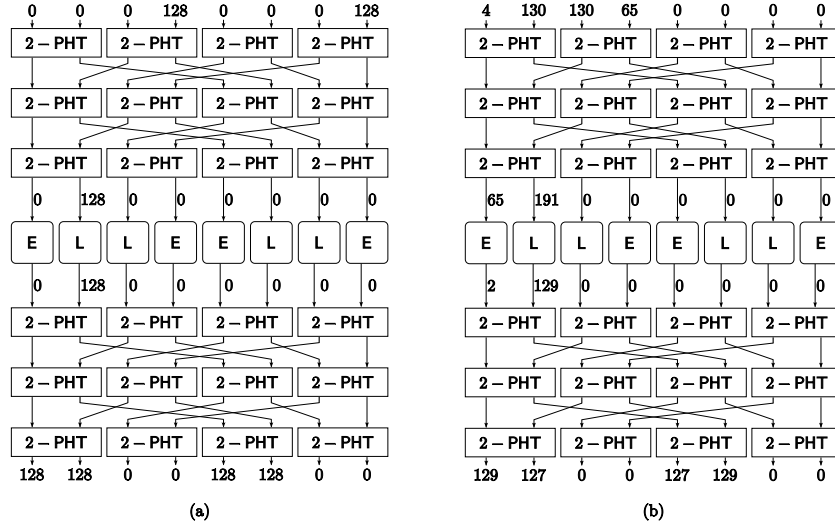 0 0 0 128 0 0 0 128 4 130 130 65 0 0 0 0
2 – PHT 2 – PHT 2 – PHT 2 – PHT 2 – PHT 2 – PHT 2 – PHT 2 – PHT
2 – PHT 2 – PHT 2 – PHT 2 – PHT 2 – PHT 2 – PHT 2 – PHT 2 – PHT
2 – PHT 2 – PHT 2 – PHT 2 – PHT 2 – PHT 2 – PHT 2 – PHT 2 – PHT
0 128 0 0 0 0 0 0 65 191 0 0 0 0 0 0
E L L E E L L E E L L E E L L E
0 128 0 0 0 0 0 0 2 129 0 0 0 0 0 0
2 – PHT 2 – PHT 2 – PHT 2 – PHT 2 – PHT 2 – PHT 2 – PHT 2 – PHT
2 – PHT 2 – PHT 2 – PHT 2 – PHT 2 – PHT 2 – PHT 2 – PHT 2 – PHT
2 – PHT 2 – PHT 2 – PHT 2 – PHT 2 – PHT 2 – PHT 2 – PHT 2 – PHT
128 128 0 0 128 128 0 0 129 127 0 0 127 129 0 0
(a) (b)